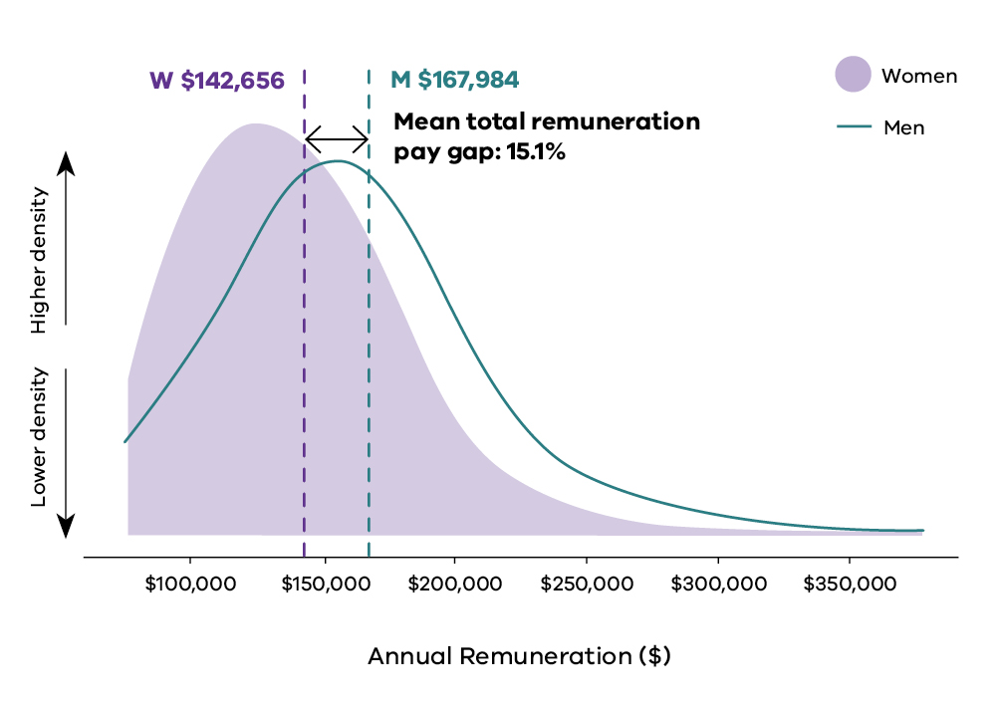 W $142,656
M $167,984
Mean total remuneration
pay gap: 15.1%
Women
Men
Higher density
Lower density
$100,000
$150,000
$200,000
$250,000
$300,000
$350,000
Annual Remuneration ($)